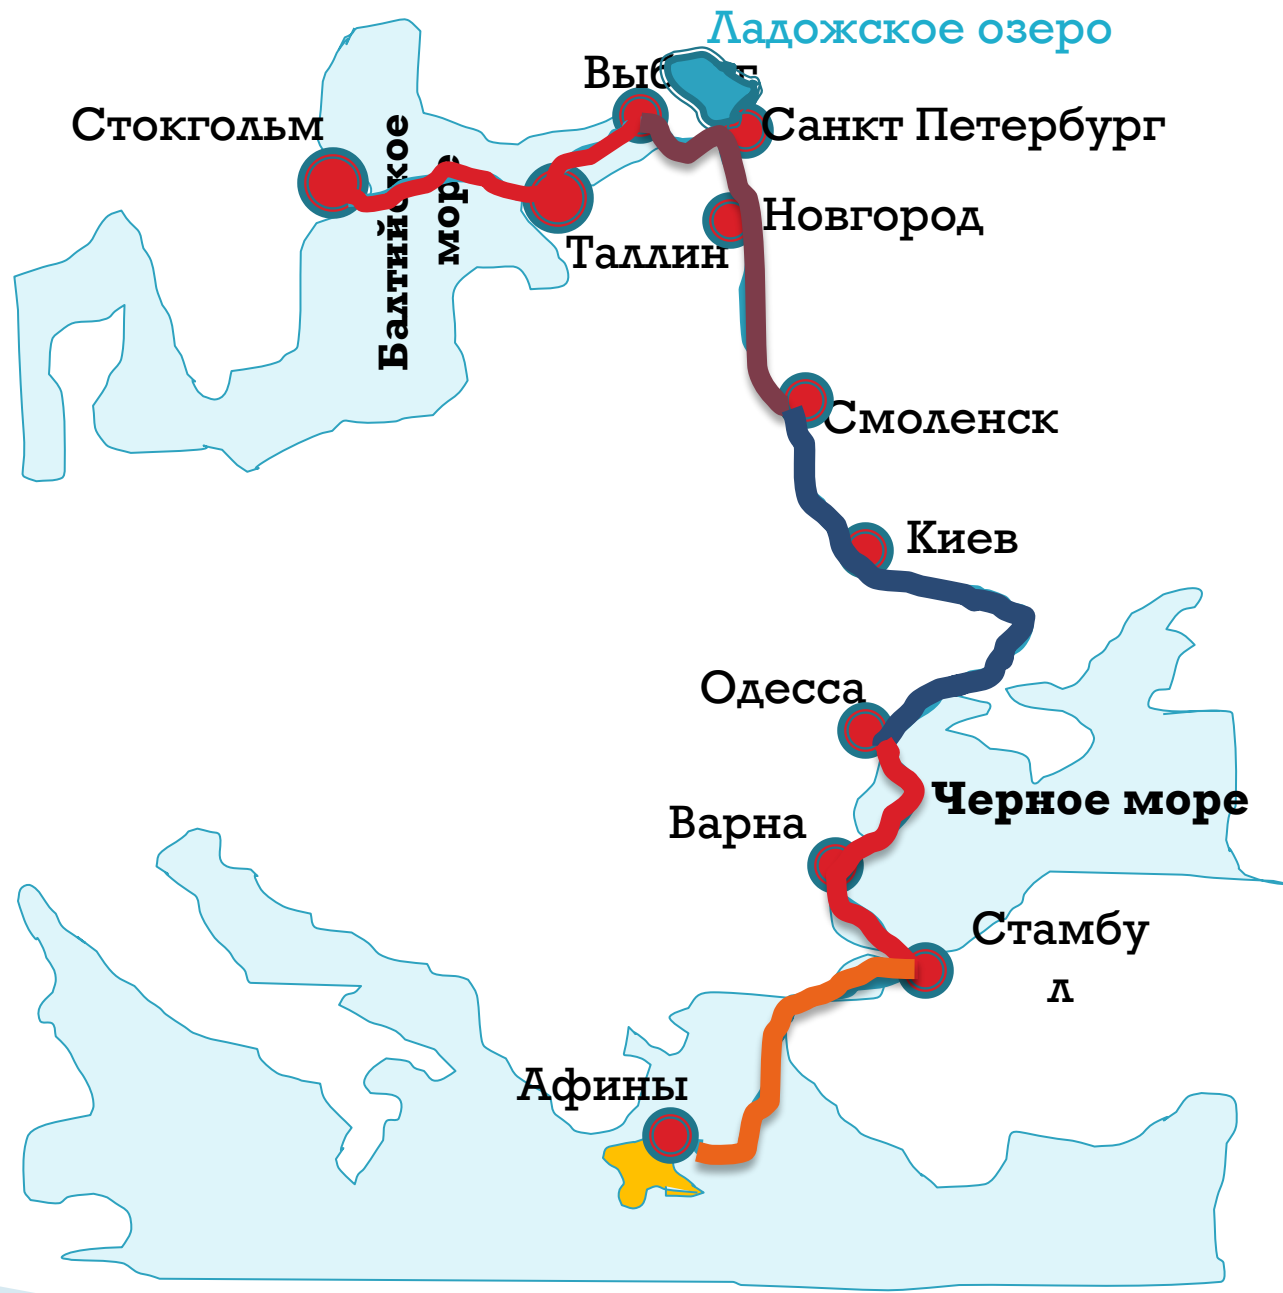 Ладожское озеро
Стокгольм
Санкт Петербург
Балтийское
море
Новгород
Таллин
Смоленск
Киев
Одесса
Черное море
Варна
Стамбу
л
Афины